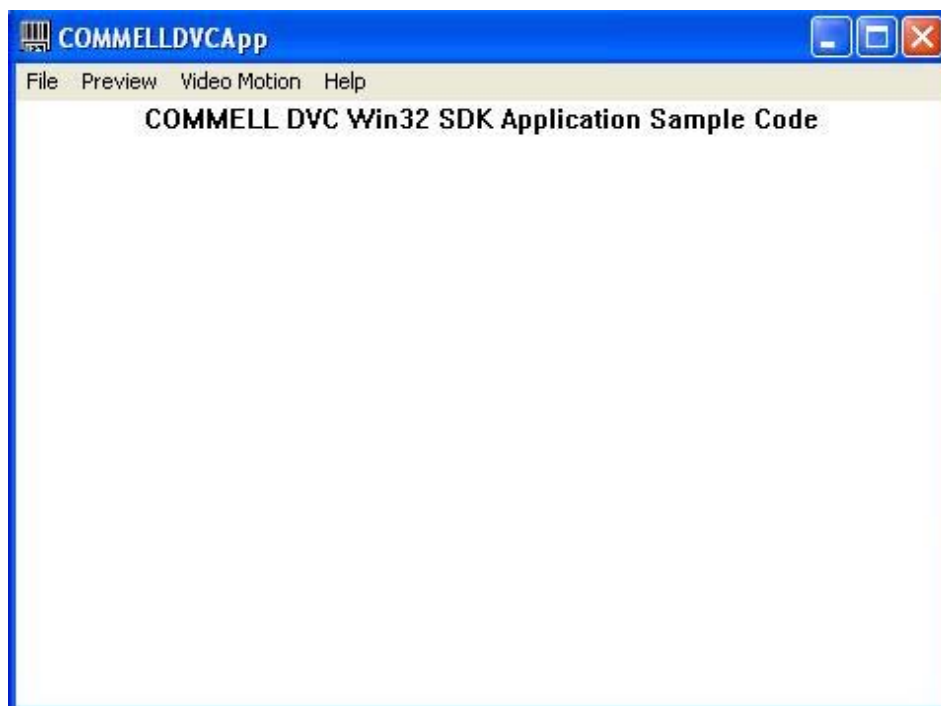 COMMELLDVCApp
File Preview Video Motion Help
COMMELL DVC Win32 SDK Application Sample Code